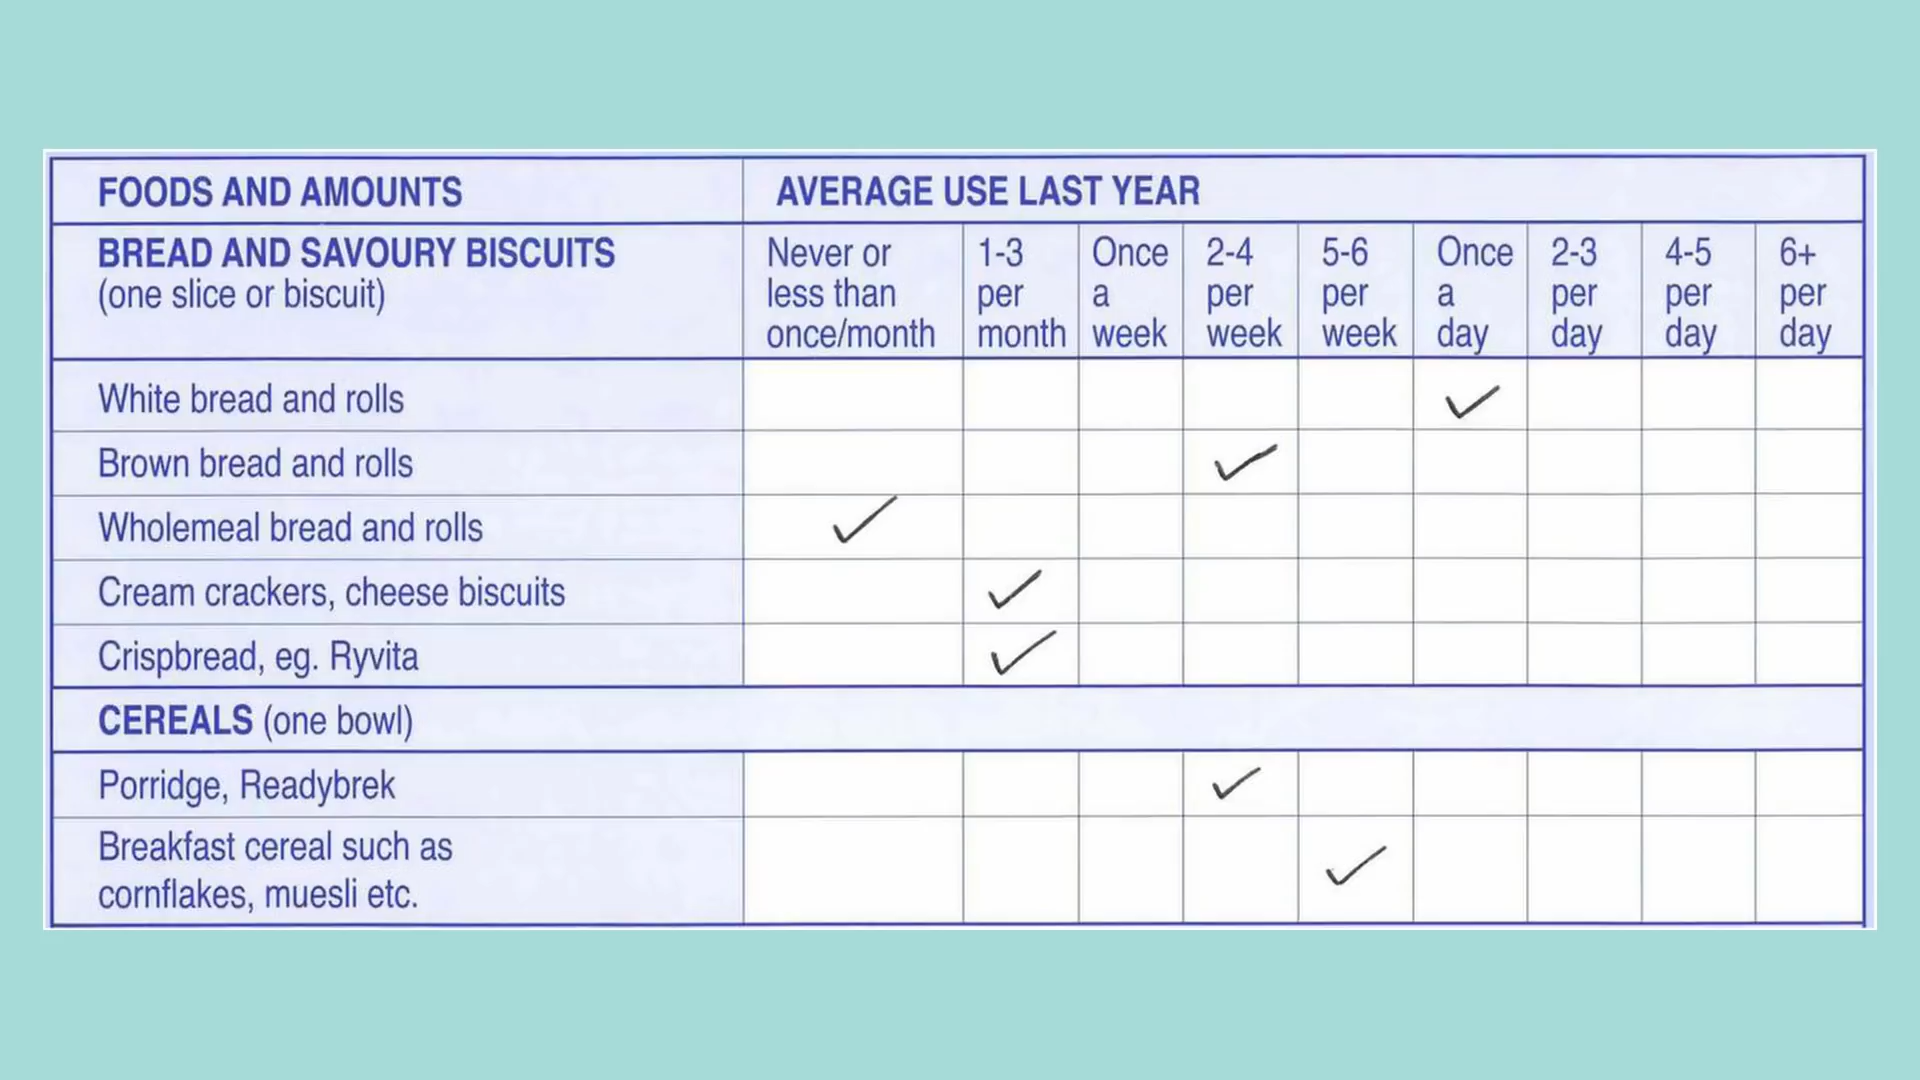 FOODS AND AMOUNTS
AVERAGE USE LAST YEAR
BREAD AND SAVOURY BISCUITS
(one slice or biscuit)
Never or
less than
once/month
1-3
per
month
Once
a
week
2-4
per
week
5-6
per
week
Once
a
day
2-3
per
day
4-5
per
day
6+
per
day
White bread and rolls
Brown bread and rolls
Wholemeal bread and rolls
Cream crackers, cheese biscuits
Crispbread, eg. Ryvita
CEREALS (one bowl)
Porridge, Readybrek
Breakfast cereal such as
cornflakes, muesli etc.